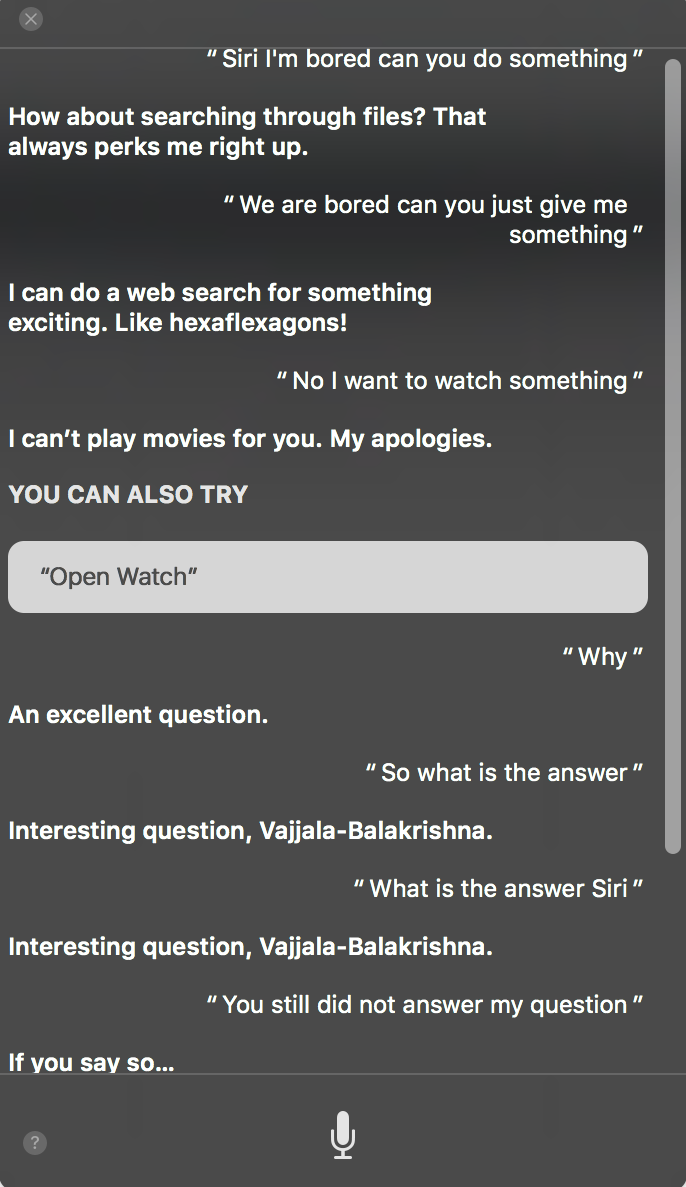 “ Siri I'm bored can you do something ”
How about searching through files? That
always perks me right up.
“ We are bored can you just give me
something ”
I can do a web search for something
exciting. Like hexaflexagons!
“ No I want to watch something ”
I can’t play movies for you. My apologies.
YOU CAN ALSO TRY
“Open Watch”
“ Why ”
An excellent question.
“ So what is the answer ”
Interesting question, Vajjala-Balakrishna.
“ What is the answer Siri ”
Interesting question, Vajjala-Balakrishna.
“ You still did not answer my question ”
If you say so...
?